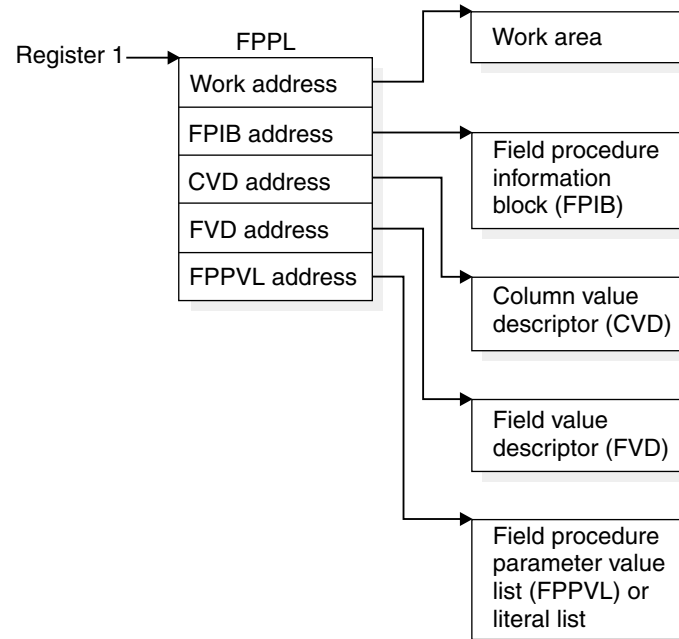 FPPL
Register 1
Work address
FPIB address
CVD address
FVD address
FPPVL address
Work area
Field procedure
information
block (FPIB)
Column value
descriptor (CVD)
Field value
descriptor (FVD)
Field procedure
parameter value
list (FPPVL) or
literal list